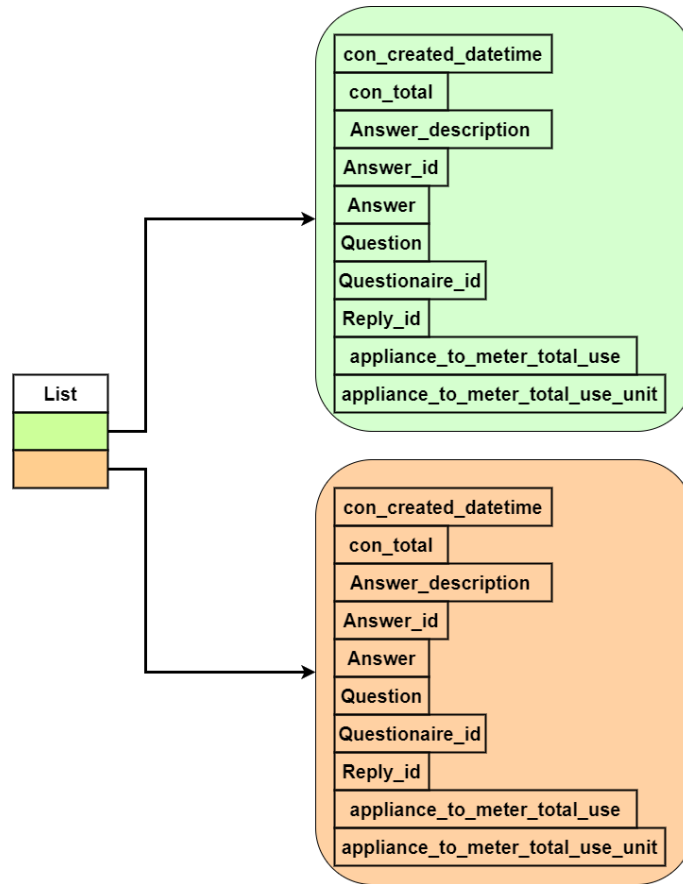 con_created_datetime
con_total
Answer_description
Answer_id
Answer
Question
Questionaire_id
Reply_id
appliance_to_meter_total_use
appliance_to_meter_total_use_unit
List
con_created_datetime
con_total
Answer_description
Answer_id
Answer
Question
Questionaire_id
Reply_id
appliance_to_meter_total_use
appliance_to_meter_total_use_unit